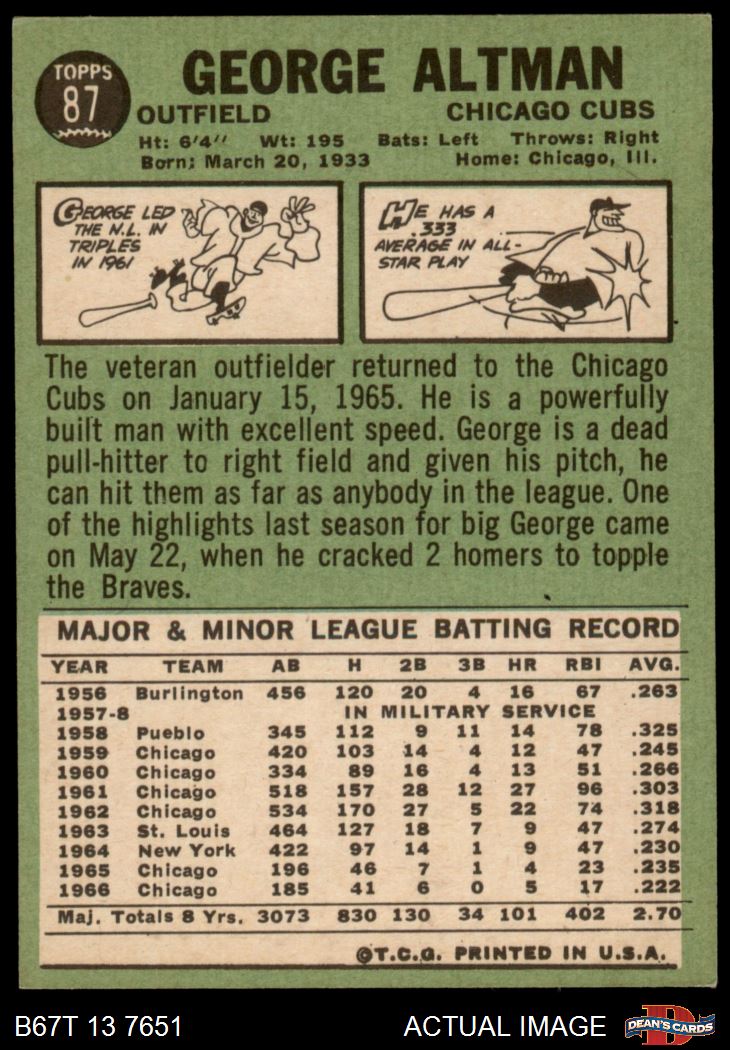 TOPPS
87
GEORGE ALTMAN
OUTFIELD CHICAGO CUBS
Ht: 6'4" Wt: 195 Bats: Left Throws: Right
Born: March 20, 1933 Home: Chicago, Ill.
GEORGE LED
THE N.L. IN
TRIPLES
IN 1961
HE HAS A
.333
AVERAGE IN ALL-
STAR PLAY
The veteran outfielder returned to the Chicago
Cubs on January 15, 1965. He is a powerfully
built man with excellent speed. George is a dead
pull-hitter to right field and given his pitch, he
can hit them as far as anybody in the league. One
of the highlights last season for big George came
on May 22, when he cracked 2 homers to topple
the Braves.
MAJOR & MINOR LEAGUE BATTING RECORD
YEAR TEAM AB H 2B 3B HR RBI AVG.
1956 Burlington 456 120 20 4 16 67 .263
1957-8 IN MILITARY SERVICE
1958 Pueblo 345 112 9 11 14 78 .325
1959 Chicago 420 103 14 4 12 47 .245
1960 Chicago 334 89 16 4 13 51 .266
1961 Chicago 518 157 28 12 27 96 .303
1962 Chicago 534 170 27 5 22 74 .318
1963 St. Louis 464 127 18 7 9 47 .274
1964 New York 422 97 14 1 9 47 .230
1965 Chicago 196 46 7 1 4 23 .235
1966 Chicago 185 41 6 0 5 17 .222
Maj. Totals 8 Yrs. 3073 830 130 34 101 402 2.70
©T.C.G. PRINTED IN U.S.A.
B67T 13 7651 ACTUAL IMAGE D DEAN'S CARDS